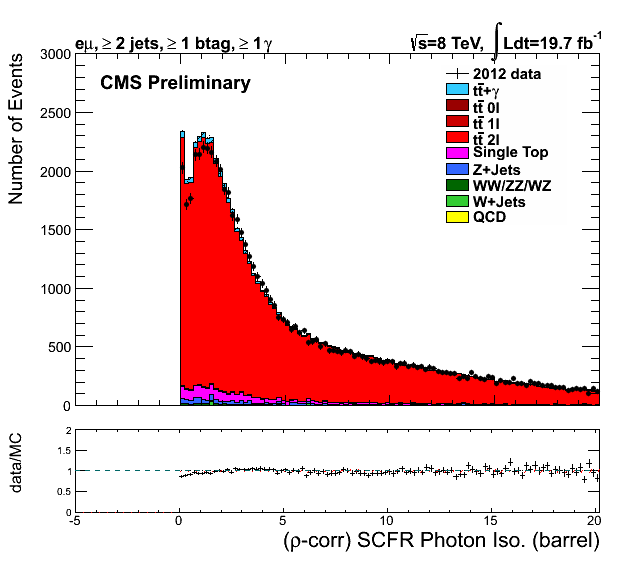 eμ, ≥ 2 jets, ≥ 1 btag, ≥ 1γ
√s=8 TeV, ∫Ldt=19.7 fb⁻¹
CMS Preliminary
Number of Events
3000
2500
2000
1500
1000
500
0
2012 data
tt̄+γ
tt̄ 0l
tt̄ 1l
tt̄ 2l
Single Top
Z+Jets
WW/ZZ/WZ
W+Jets
QCD
data/MC
2
1.5
1
0.5
0
-5 0 5 10 15 20
(ρ-corr) SCFR Photon Iso. (barrel)